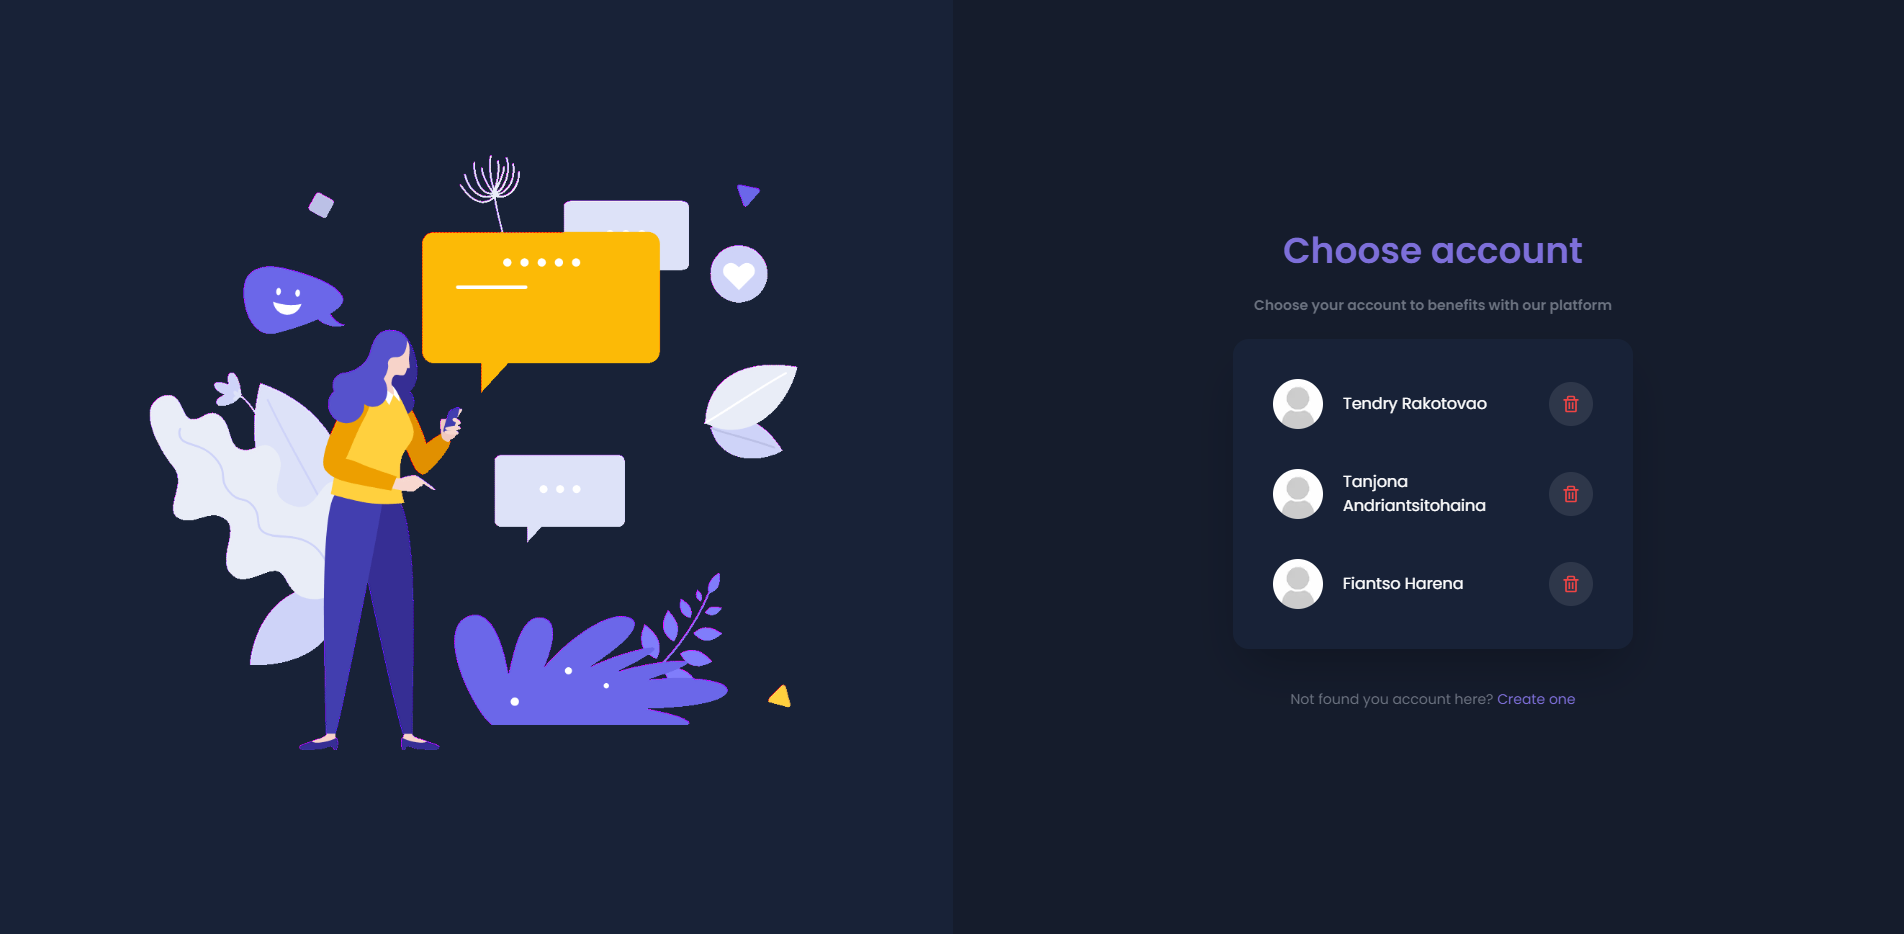 Choose account
Choose your account to benefits with our platform
Tendry Rakotovao
Tanjona
Andriantsitohaina
Fiantso Harena
Not found you account here? Create one